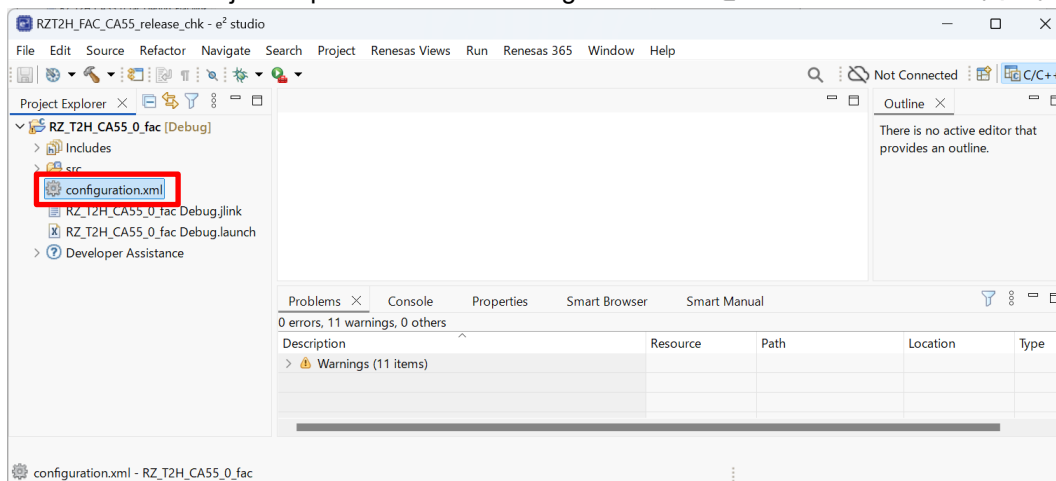 RZT2H_FAC_CA55_release_chk - e² studio
File Edit Source Refactor Navigate Search Project Renesas Views Run Renesas 365 Window Help
Not Connected C/C++
Project Explorer
Outline
RZ_T2H_CA55_0_fac [Debug]
Includes
src
configuration.xml
RZ_T2H_CA55_0_fac Debug.jlink
RZ_T2H_CA55_0_fac Debug.launch
Developer Assistance
There is no active editor that
provides an outline.
Problems Console Properties Smart Browser Smart Manual
0 errors, 11 warnings, 0 others
Description Resource Path Location Type
Warnings (11 items)
configuration.xml - RZ_T2H_CA55_0_fac